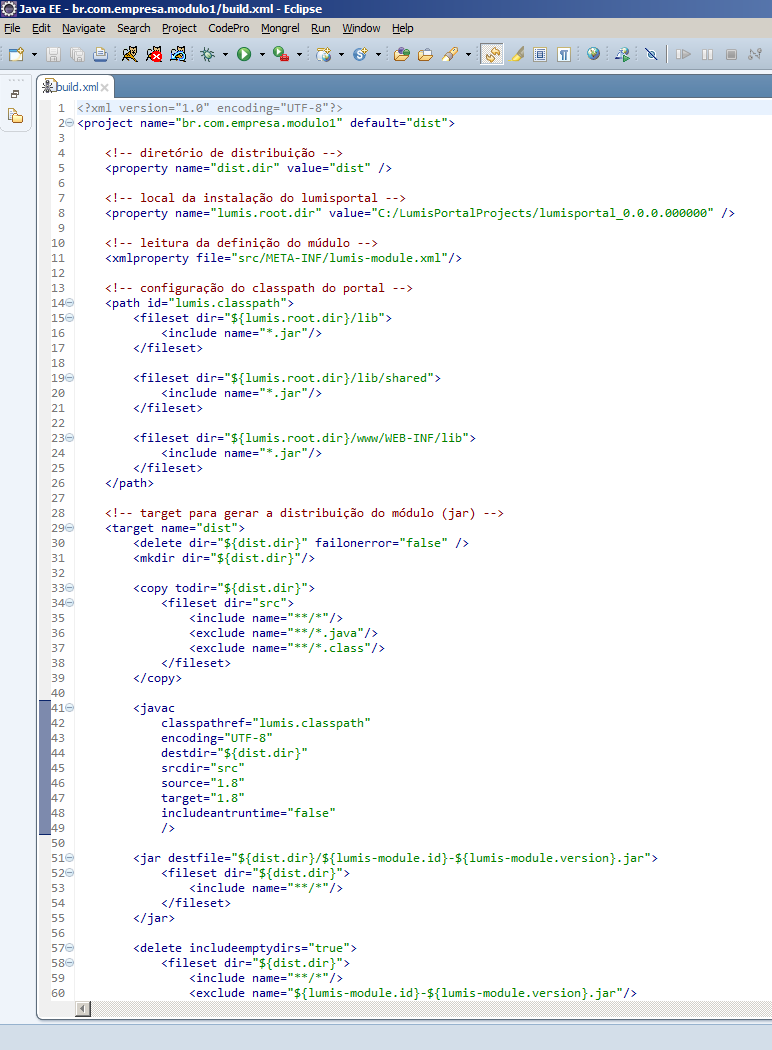 Java EE - br.com.empresa.modulo1/build.xml - Eclipse
File Edit Navigate Search Project CodePro Mongrel Run Window Help
build.xml
1 <?xml version="1.0" encoding="UTF-8"?>
2 <project name="br.com.empresa.modulo1" default="dist">
3
4     <!-- diretório de distribuição -->
5     <property name="dist.dir" value="dist" />
6
7     <!-- local da instalação do lumisportal -->
8     <property name="lumis.root.dir" value="C:/LumisPortalProjects/lumisportal_0.0.0.000000" />
9
10     <!-- leitura da definição do múdulo -->
11     <xmlproperty file="src/META-INF/lumis-module.xml"/>
12
13     <!-- configuração do classpath do portal -->
14     <path id="lumis.classpath">
15         <fileset dir="${lumis.root.dir}/lib">
16             <include name="*.jar"/>
17         </fileset>
18
19         <fileset dir="${lumis.root.dir}/lib/shared">
20             <include name="*.jar"/>
21         </fileset>
22
23         <fileset dir="${lumis.root.dir}/www/WEB-INF/lib">
24             <include name="*.jar"/>
25         </fileset>
26     </path>
27
28     <!-- target para gerar a distribuição do módulo (jar) -->
29     <target name="dist">
30         <delete dir="${dist.dir}" failonerror="false" />
31         <mkdir dir="${dist.dir}"/>
32
33         <copy todir="${dist.dir}">
34             <fileset dir="src">
35                 <include name="**/*"/>
36                 <exclude name="**/*.java"/>
37                 <exclude name="**/*.class"/>
38             </fileset>
39         </copy>
40
41         <javac
42             classpathref="lumis.classpath"
43             encoding="UTF-8"
44             destdir="${dist.dir}"
45             srcdir="src"
46             source="1.8"
47             target="1.8"
48             includeantruntime="false"
49             />
50
51         <jar destfile="${dist.dir}/${lumis-module.id}-${lumis-module.version}.jar">
52             <fileset dir="${dist.dir}">
53                 <include name="**/*"/>
54             </fileset>
55         </jar>
56
57         <delete includeemptydirs="true">
58             <fileset dir="${dist.dir}">
59                 <include name="**/*"/>
60                 <exclude name="${lumis-module.id}-${lumis-module.version}.jar"/>